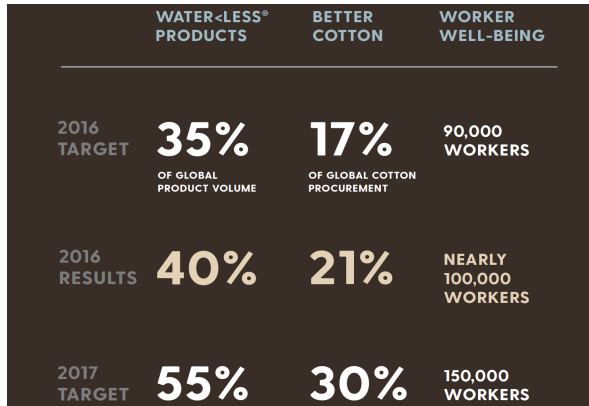 WATER<LESS® PRODUCTS
BETTER COTTON
WORKER WELL-BEING
2016 TARGET
35%
OF GLOBAL
PRODUCT VOLUME
17%
OF GLOBAL COTTON
PROCUREMENT
90,000
WORKERS
2016
RESULTS
40%
21%
NEARLY
100,000
WORKERS
2017
TARGET
55%
30%
150,000
WORKERS